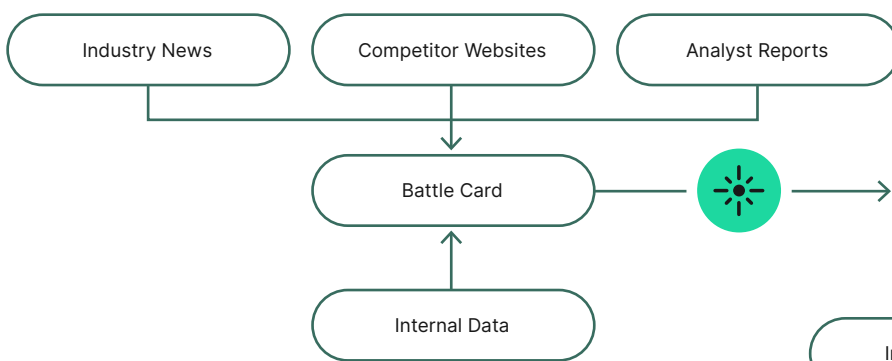 Industry News
Competitor Websites
Analyst Reports
Battle Card
Internal Data